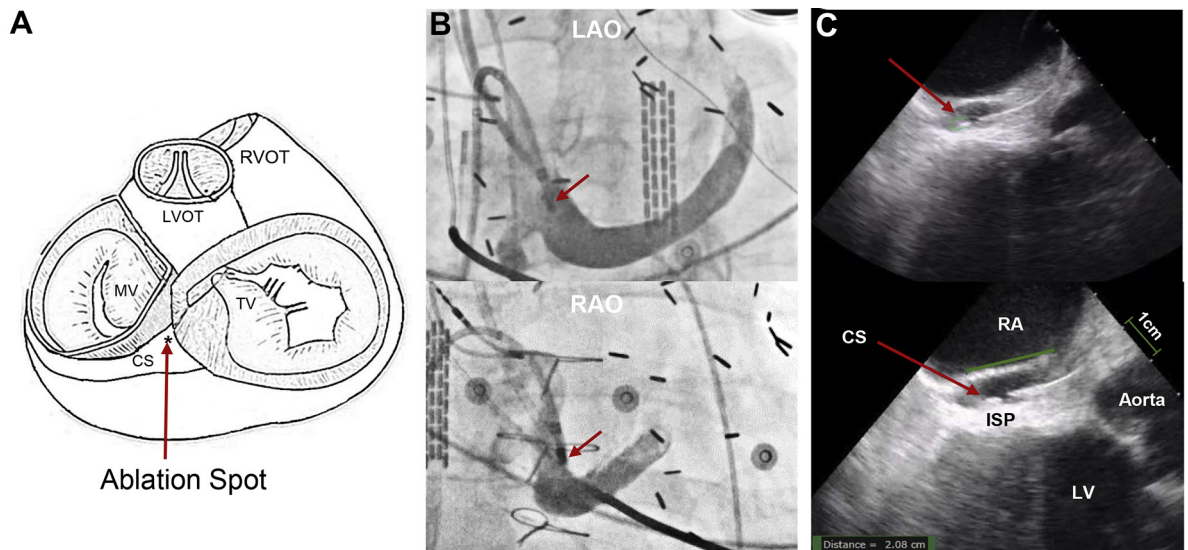 A
RVOT
LVOT
MV
TV
CS
*
Ablation Spot
B
LAO
RAO
C
RA
1cm
CS
Aorta
ISP
LV
Distance = 2.08 cm